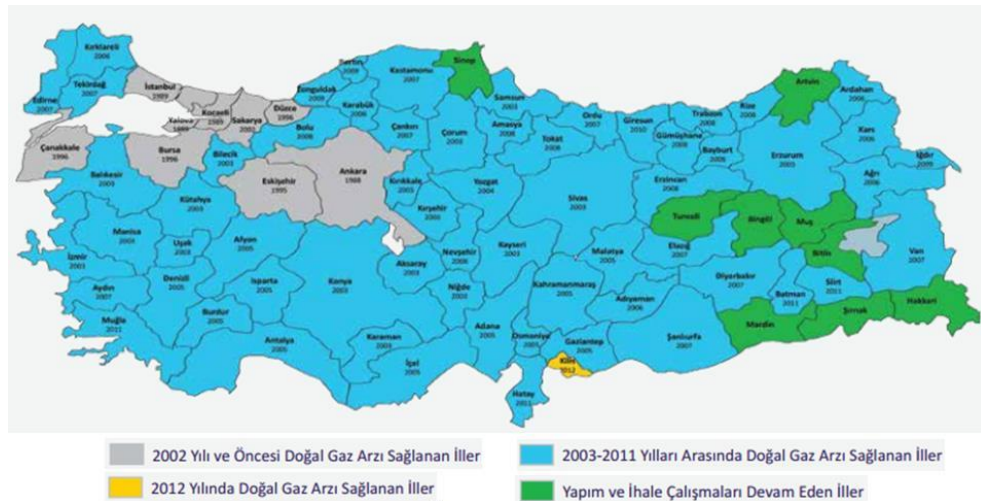 Kırklareli
2006
Edirne
2007
Tekirdağ
2007
İstanbul
1989
Kocaeli
1989
Yalova
Sakarya
2002
Düzce
1996
Bartın
2009
Zonguldak
2009
Karabük
2008
Kastamonu
2007
Sinop
Samsun
2003
Ordu
2007
Giresun
2010
Trabzon
2008
Rize
2008
Artvin
Ardahan
2006
Kars
2006
Iğdır
2009
Çanakkale
1996
Bursa
1996
Bilecik
2003
Bolu
2008
Çankırı
2007
Çorum
2005
Amasya
2008
Tokat
2008
Gümüşhane
2008
Bayburt
2008
Erzurum
2003
Ağrı
2006
Balıkesir
2003
Eskişehir
1995
Ankara
1988
Kırıkkale
2003
Yozgat
2004
Sivas
2003
Erzincan
2008
Kütahya
2003
Kırşehir
2003
Tunceli
Bingöl
Muş
Manisa
2003
Uşak
2003
Afyon
2005
Nevşehir
2006
Kayseri
2003
Malatya
2005
Elazığ
2007
Bitlis
Van
2007
İzmir
2003
Aksaray
2003
Aydın
2007
Denizli
2005
Isparta
2005
Konya
2003
Niğde
2003
Kahramanmaraş
2005
Adıyaman
2006
Diyarbakır
2007
Batman
2011
Siirt
2011
Hakkari
Muğla
2011
Burdur
2005
Antalya
2005
Karaman
2003
İçel
2005
Adana
2005
Osmaniye
2005
Gaziantep
2005
Şanlıurfa
2007
Mardin
Şırnak
Kilis
2012
Hatay
2011
2002 Yılı ve Öncesi Doğal Gaz Arzı Sağlanan İller
2003-2011 Yılları Arasında Doğal Gaz Arzı Sağlanan İller
2012 Yılında Doğal Gaz Arzı Sağlanan İller
Yapım ve İhale Çalışmaları Devam Eden İller